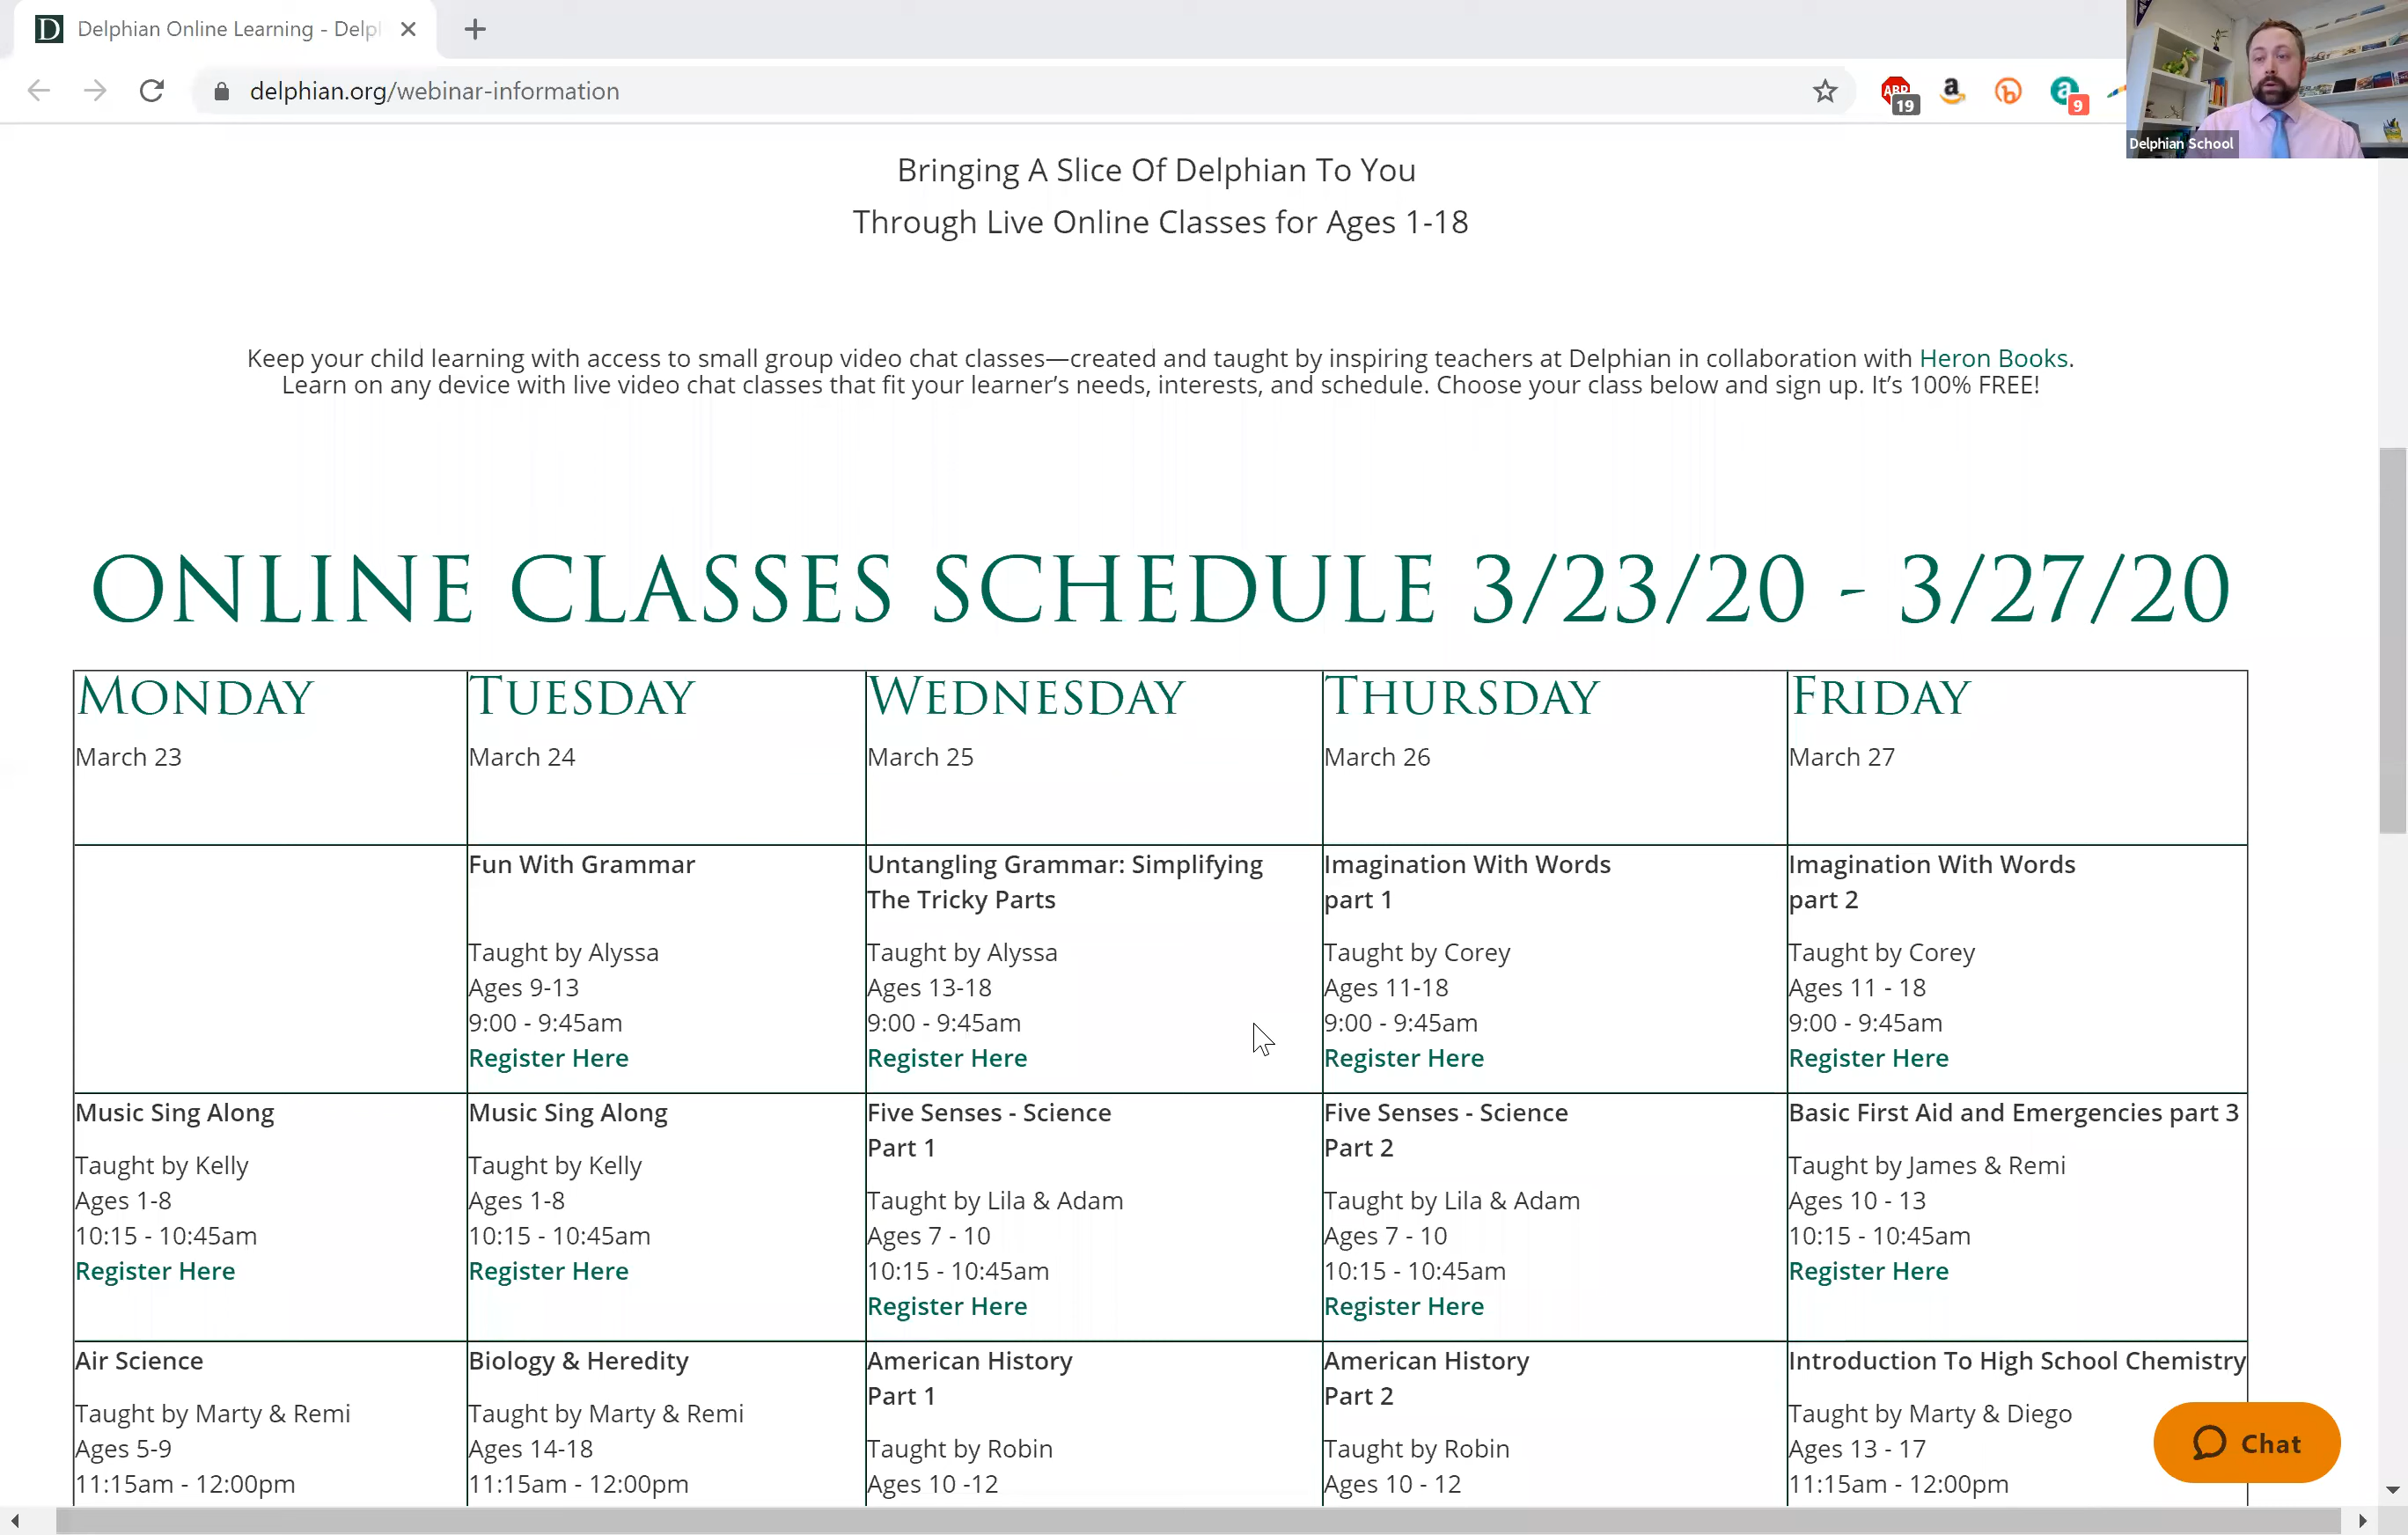 Delphian Online Learning - Delp
delphian.org/webinar-information
ABP
19
a
b
a
9
Delphian School
Bringing A Slice Of Delphian To You
Through Live Online Classes for Ages 1-18
Keep your child learning with access to small group video chat classes—created and taught by inspiring teachers at Delphian in collaboration with Heron Books.
Learn on any device with live video chat classes that fit your learner's needs, interests, and schedule. Choose your class below and sign up. It's 100% FREE!
ONLINE CLASSES SCHEDULE 3/23/20 - 3/27/20
MONDAY
March 23
TUESDAY
March 24
WEDNESDAY
March 25
THURSDAY
March 26
FRIDAY
March 27
Fun With Grammar
Taught by Alyssa
Ages 9-13
9:00 - 9:45am
Register Here
Untangling Grammar: Simplifying
The Tricky Parts
Taught by Alyssa
Ages 13-18
9:00 - 9:45am
Register Here
Imagination With Words
part 1
Taught by Corey
Ages 11-18
9:00 - 9:45am
Register Here
Imagination With Words
part 2
Taught by Corey
Ages 11 - 18
9:00 - 9:45am
Register Here
Music Sing Along
Taught by Kelly
Ages 1-8
10:15 - 10:45am
Register Here
Music Sing Along
Taught by Kelly
Ages 1-8
10:15 - 10:45am
Register Here
Five Senses - Science
Part 1
Taught by Lila & Adam
Ages 7 - 10
10:15 - 10:45am
Register Here
Five Senses - Science
Part 2
Taught by Lila & Adam
Ages 7 - 10
10:15 - 10:45am
Register Here
Basic First Aid and Emergencies part 3
Taught by James & Remi
Ages 10 - 13
10:15 - 10:45am
Register Here
Air Science
Taught by Marty & Remi
Ages 5-9
11:15am - 12:00pm
Biology & Heredity
Taught by Marty & Remi
Ages 14-18
11:15am - 12:00pm
American History
Part 1
Taught by Robin
Ages 10 -12
American History
Part 2
Taught by Robin
Ages 10 - 12
Introduction To High School Chemistry
Taught by Marty & Diego
Ages 13 - 17
11:15am - 12:00pm
Chat